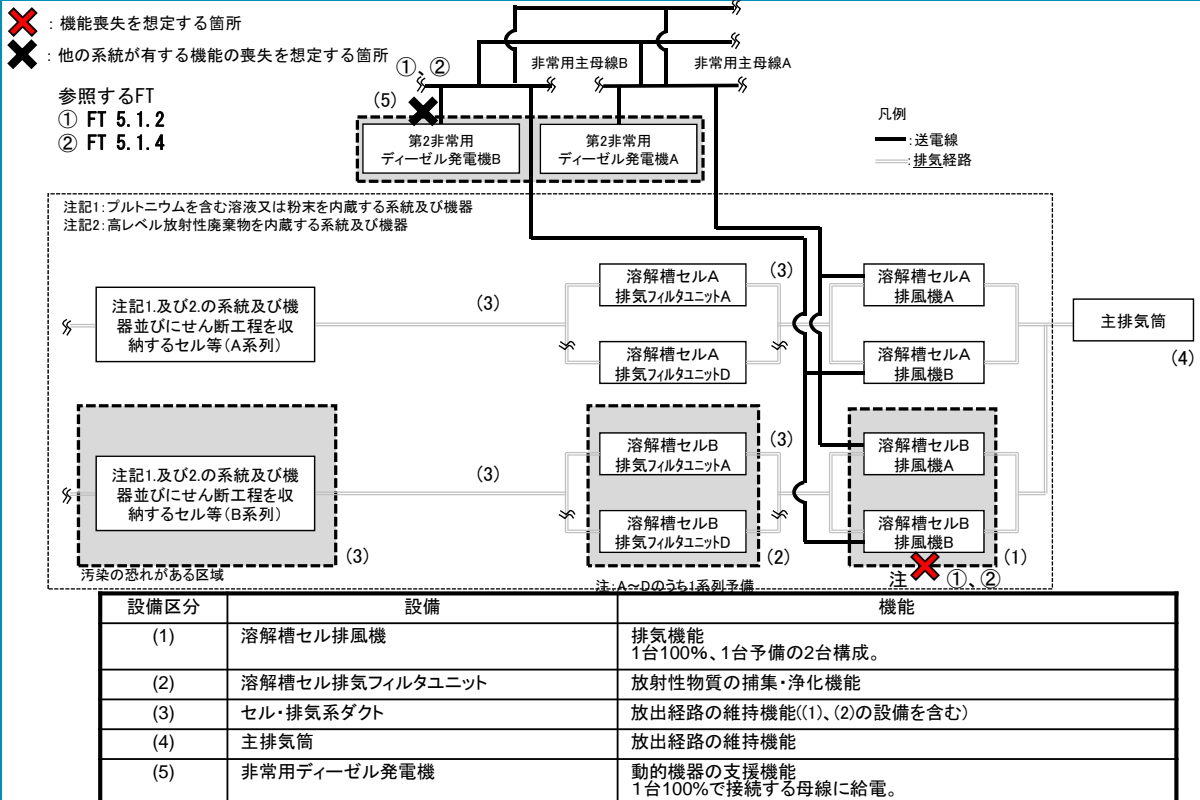 ：機能喪失を想定する箇所
：他の系統が有する機能の喪失を想定する箇所
参照するFT
① FT 5.1.2
② FT 5.1.4
①、②
非常用主母線B
非常用主母線A
(5)
第2非常用
ディーゼル発電機B
第2非常用
ディーゼル発電機A
凡例
：送電線
：排気経路
注記1：プルトニウムを含む溶液又は粉末を内蔵する系統及び機器
注記2：高レベル放射性廃棄物を内蔵する系統及び機器
注記1.及び2.の系統及び機
器並びにせん断工程を収
納するセル等(A系列)
(3)
溶解槽セルA
排気フィルタユニットA
(3)
溶解槽セルA
排風機A
溶解槽セルA
排気フィルタユニットD
溶解槽セルA
排風機B
主排気筒
(4)
注記1.及び2.の系統及び機
器並びにせん断工程を収
納するセル等(B系列)
(3)
(3)
溶解槽セルB
排気フィルタユニットA
(3)
溶解槽セルB
排風機A
溶解槽セルB
排気フィルタユニットD
(2)
溶解槽セルB
排風機B
(1)
汚染の恐れがある区域
注：A～Dのうち1系列予備
注
①、②
設備区分 設備 機能
(1) 溶解槽セル排風機 排気機能
1台100%、1台予備の2台構成。
(2) 溶解槽セル排気フィルタユニット 放射性物質の捕集・浄化機能
(3) セル・排気系ダクト 放出経路の維持機能((1)、(2)の設備を含む)
(4) 主排気筒 放出経路の維持機能
(5) 非常用ディーゼル発電機 動的機器の支援機能
1台100%で接続する母線に給電。